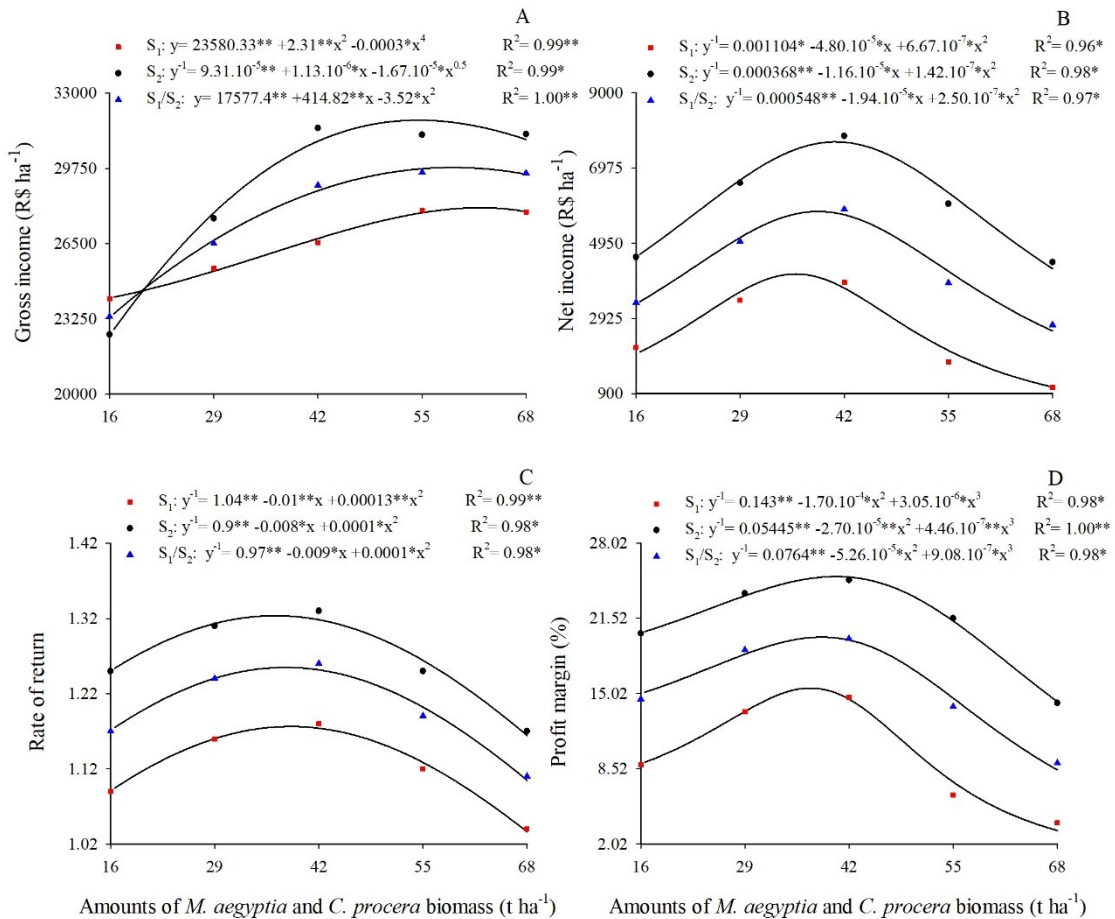 A
S₁: y= 23580.33** +2.31**x² -0.0003*x⁴ R²= 0.99**
S₂: y⁻¹= 9.31.10⁻⁵** +1.13.10⁻⁶*x -1.67.10⁻⁵*x⁰·⁵ R²= 0.99*
S₁/S₂: y= 17577.4** +414.82**x -3.52*x² R²= 1.00**
33000
29750
26500
23250
20000
Gross income (R$ ha⁻¹)
16 29 42 55 68
B
S₁: y⁻¹= 0.001104* -4.80.10⁻⁵*x +6.67.10⁻⁷*x² R²= 0.96*
S₂: y⁻¹= 0.000368** -1.16.10⁻⁵*x +1.42.10⁻⁷*x² R²= 0.98*
S₁/S₂: y⁻¹= 0.000548** -1.94.10⁻⁵*x +2.50.10⁻⁷*x² R²= 0.97*
9000
6975
4950
2925
900
Net income (R$ ha⁻¹)
16 29 42 55 68
C
S₁: y⁻¹= 1.04** -0.01**x +0.00013**x² R²= 0.99**
S₂: y⁻¹= 0.9** -0.008*x +0.0001*x² R²= 0.98*
S₁/S₂: y⁻¹= 0.97** -0.009*x +0.0001*x² R²= 0.98*
1.42
1.32
1.22
1.12
1.02
Rate of return
16 29 42 55 68
Amounts of M. aegyptia and C. procera biomass (t ha⁻¹)
D
S₁: y⁻¹= 0.143** -1.70.10⁻⁴*x² +3.05.10⁻⁶*x³ R²= 0.98*
S₂: y⁻¹= 0.05445** -2.70.10⁻⁵**x² +4.46.10⁻⁷**x³ R²= 1.00**
S₁/S₂: y⁻¹= 0.0764** -5.26.10⁻⁵*x² +9.08.10⁻⁷*x³ R²= 0.98*
28.02
21.52
15.02
8.52
2.02
Profit margin (%)
16 29 42 55 68
Amounts of M. aegyptia and C. procera biomass (t ha⁻¹)